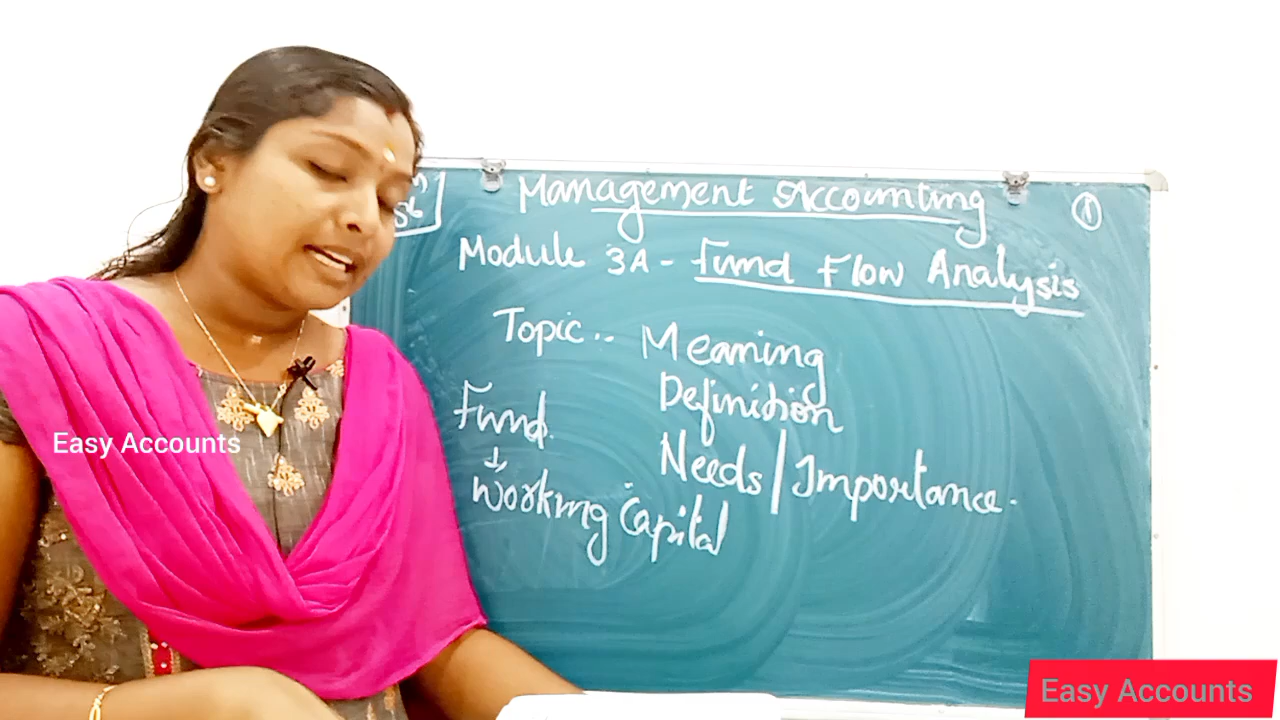 Management Accounting ①
Module 3A - Fund Flow Analysis
Topic :- Meaning
Definition
Needs / Importance.
Fund
↓
Working Capital
Easy Accounts
Easy Accounts